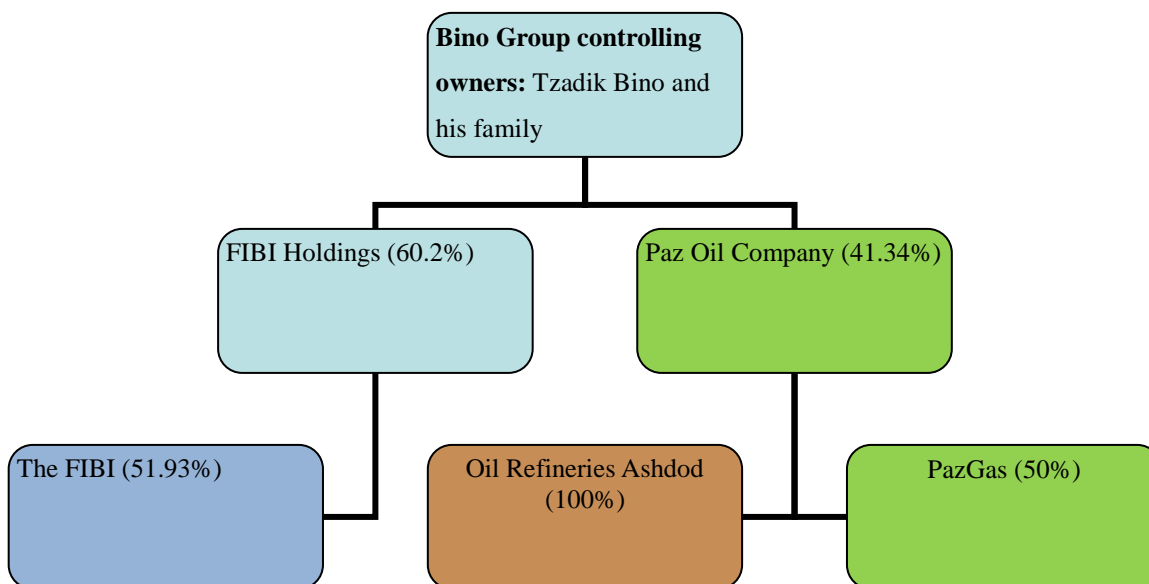 Bino Group controlling
owners: Tzadik Bino and
his family
FIBI Holdings (60.2%)
Paz Oil Company (41.34%)
The FIBI (51.93%)
Oil Refineries Ashdod
(100%)
PazGas (50%)